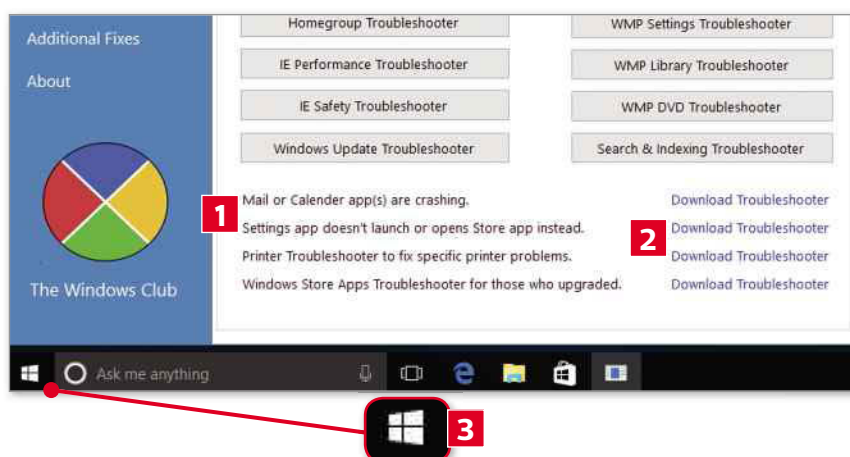 Additional Fixes
About
The Windows Club
Homegroup Troubleshooter
WMP Settings Troubleshooter
IE Performance Troubleshooter
WMP Library Troubleshooter
IE Safety Troubleshooter
WMP DVD Troubleshooter
Windows Update Troubleshooter
Search & Indexing Troubleshooter
1
Mail or Calender app(s) are crashing.
Download Troubleshooter
Settings app doesn't launch or opens Store app instead.
2
Download Troubleshooter
Printer Troubleshooter to fix specific printer problems.
Download Troubleshooter
Windows Store Apps Troubleshooter for those who upgraded.
Download Troubleshooter
Ask me anything
3